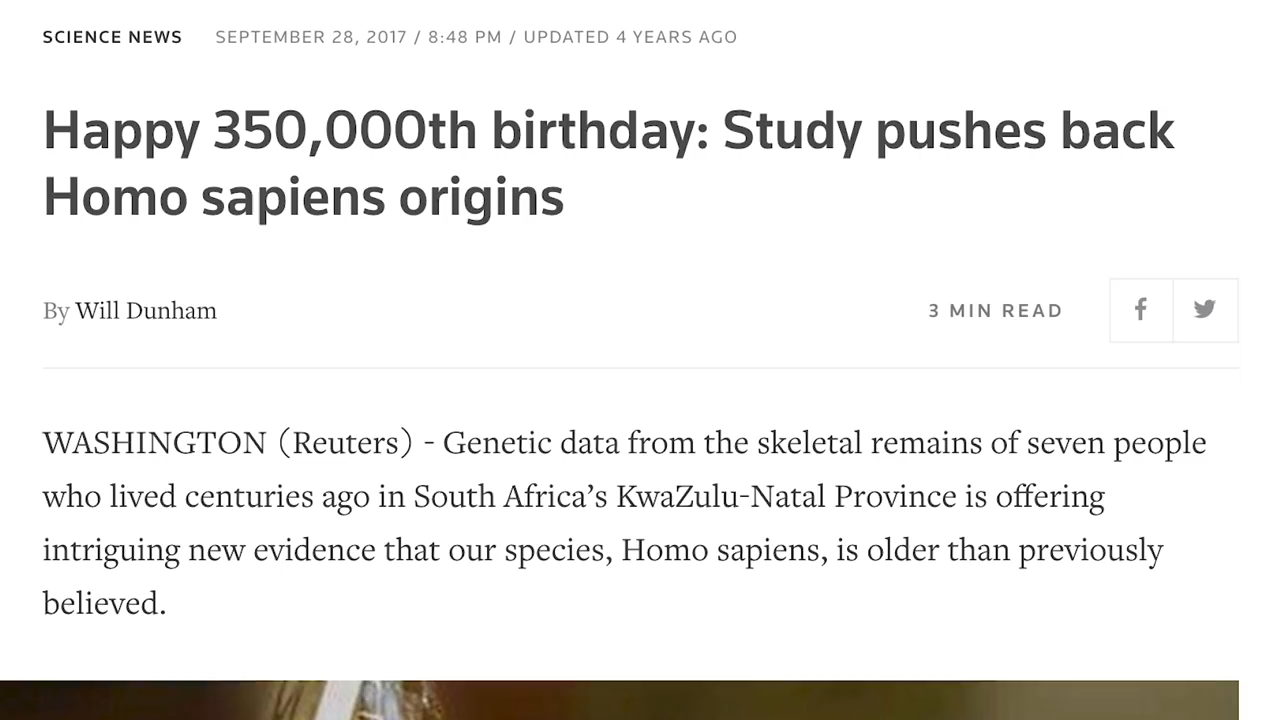 SCIENCE NEWS SEPTEMBER 28, 2017 / 8:48 PM / UPDATED 4 YEARS AGO
Happy 350,000th birthday: Study pushes back
Homo sapiens origins
By Will Dunham 3 MIN READ
WASHINGTON (Reuters) - Genetic data from the skeletal remains of seven people
who lived centuries ago in South Africa’s KwaZulu-Natal Province is offering
intriguing new evidence that our species, Homo sapiens, is older than previously
believed.